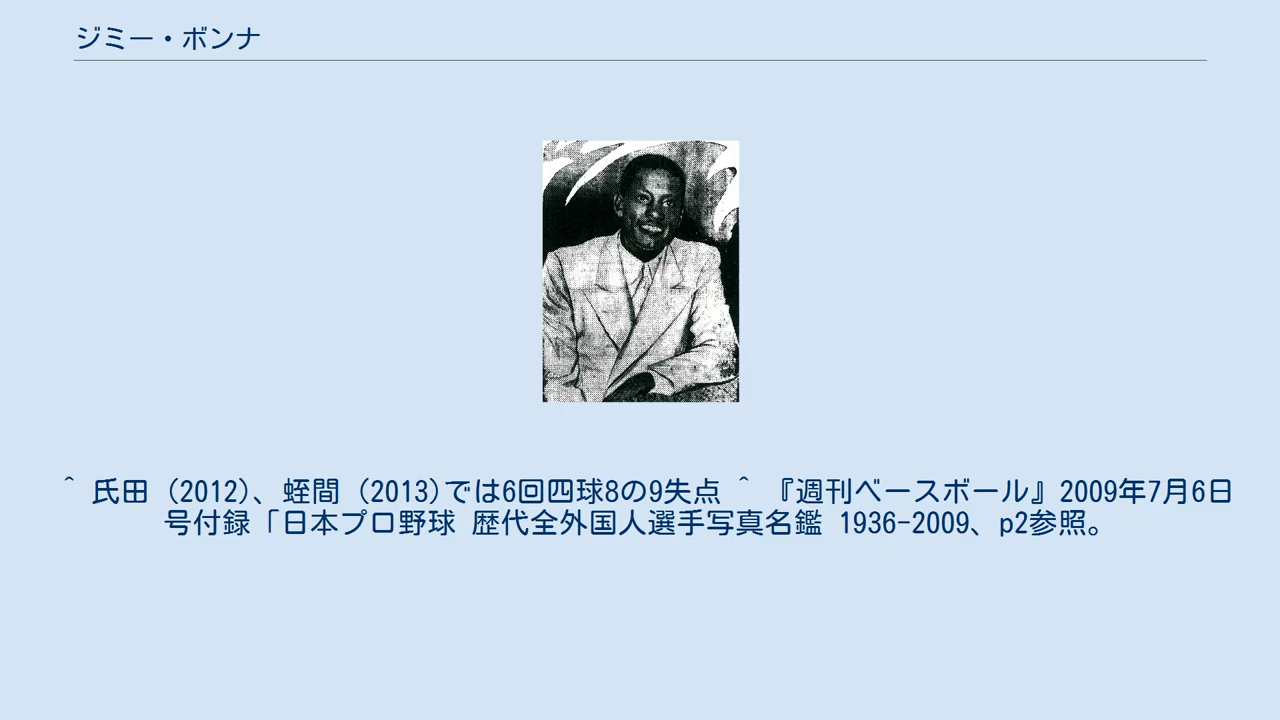 ジミー・ボンナ
^ 氏田 (2012)、蛭間 (2013)では6回四球8の9失点 ^ 『週刊ベースボール』2009年7月6日
号付録「日本プロ野球 歴代全外国人選手写真名鑑 1936-2009、p2参照。